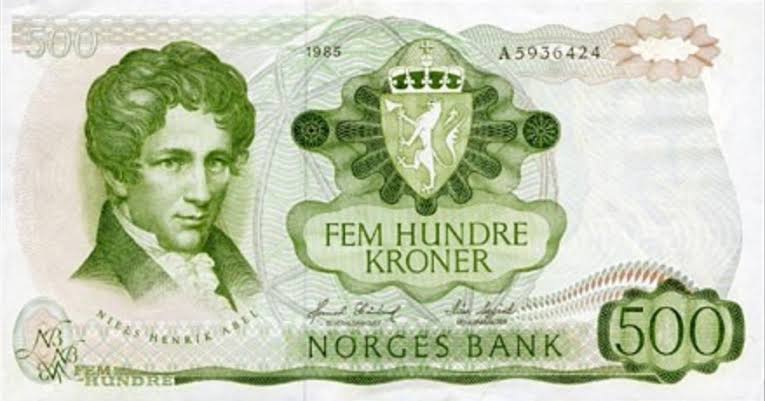 500
1985
A5936424
FEM HUNDRE
KRONER
NIELS HENRIK ABEL
NORGES BANK
500
FEM
HUNDRE